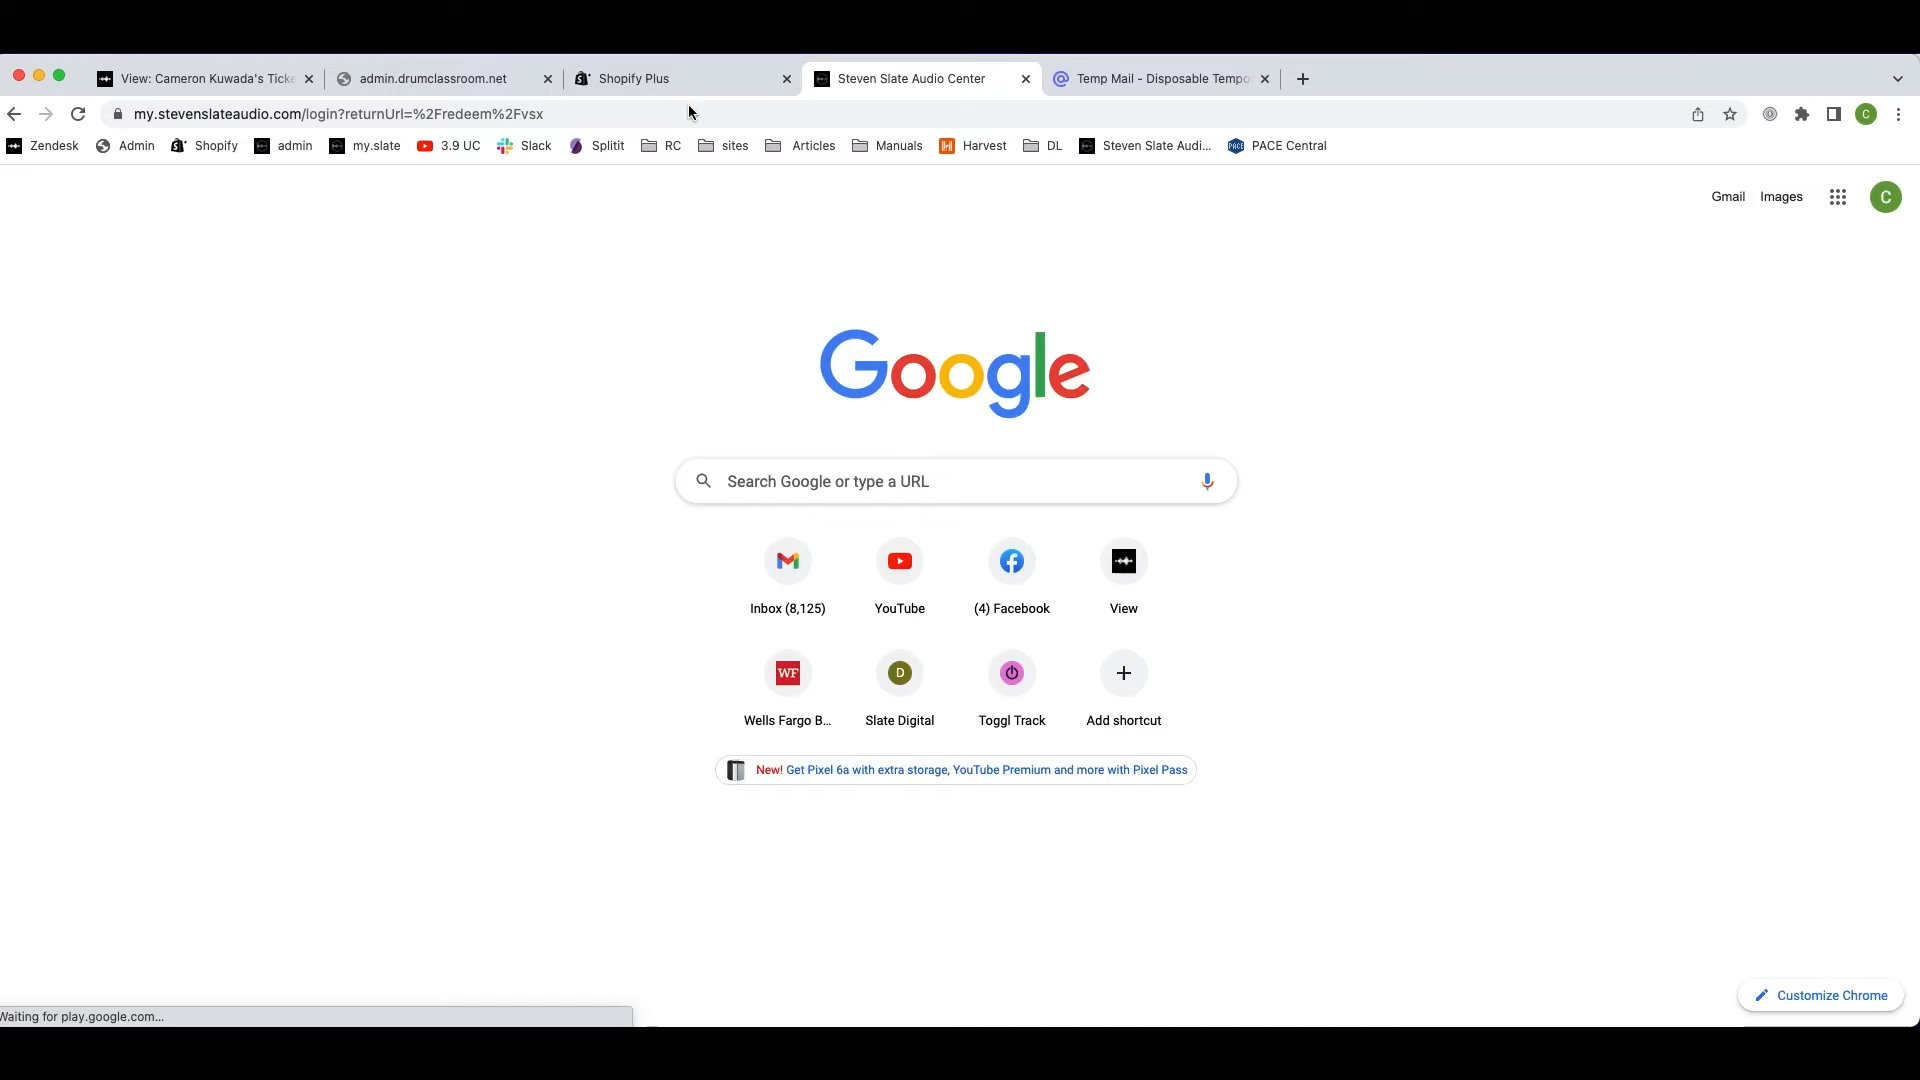 View: Cameron Kuwada's Ticke
admin.drumclassroom.net
Shopify Plus
Steven Slate Audio Center
Temp Mail - Disposable Tempo
my.stevenslateaudio.com/login?returnUrl=%2Fredeem%2Fvsx
C
Zendesk
Admin
Shopify
admin
my.slate
3.9 UC
Slack
Splitit
RC
sites
Articles
Manuals
Harvest
DL
Steven Slate Audi...
PACE
PACE Central
Gmail
Images
C
Google
Search Google or type a URL
Inbox (8,125)
YouTube
(4) Facebook
View
WF
D
Wells Fargo B...
Slate Digital
Toggl Track
Add shortcut
New! Get Pixel 6a with extra storage, YouTube Premium and more with Pixel Pass
Customize Chrome
Waiting for play.google.com...